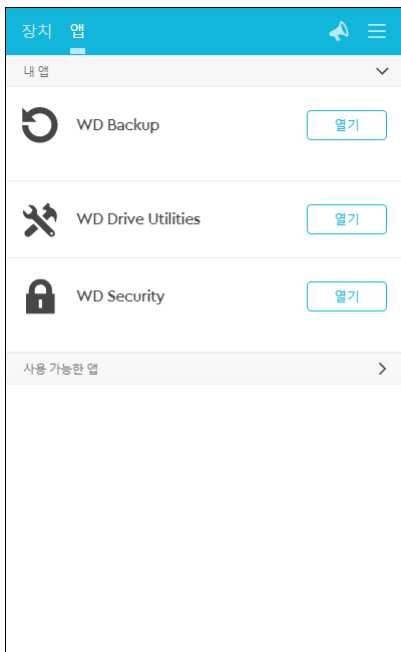 장치 앱
내 앱
WD Backup 열기
WD Drive Utilities 열기
WD Security 열기
사용 가능한 앱